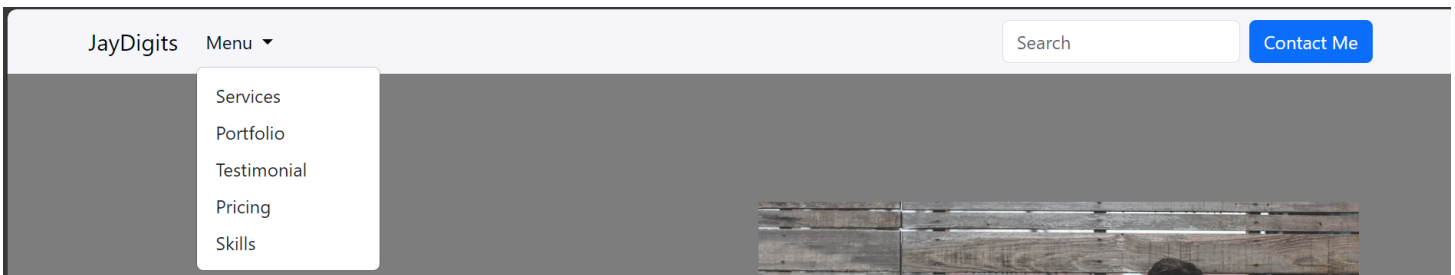 JayDigits Menu Search Contact Me
Services
Portfolio
Testimonial
Pricing
Skills